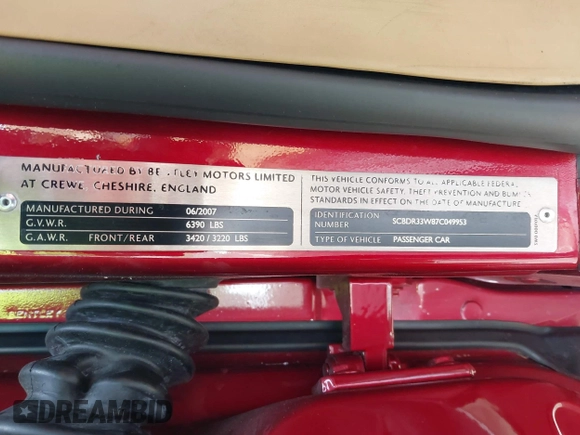 MANUFACTURED BY BENTLEY MOTORS LIMITED
AT CREWE, CHESHIRE, ENGLAND
MANUFACTURED DURING 06/2007
G.V.W.R. 6390 LBS
G.A.W.R. FRONT/REAR 3420 / 3220 LBS
THIS VEHICLE CONFORMS TO ALL APPLICABLE FEDERAL
MOTOR VEHICLE SAFETY, THEFT PREVENTION AND BUMPER
STANDARDS IN EFFECT ON THE DATE OF MANUFACTURE
IDENTIFICATION
NUMBER SCBDR33W87C049953
TYPE OF VEHICLE PASSENGER CAR
DREAMBID